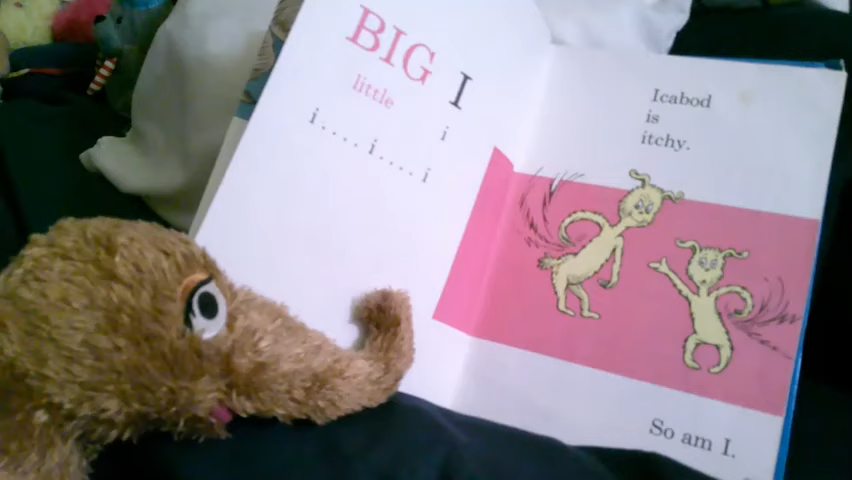 BIG I
little i
i.....i....i
Icabod
is
itchy.
So am I.